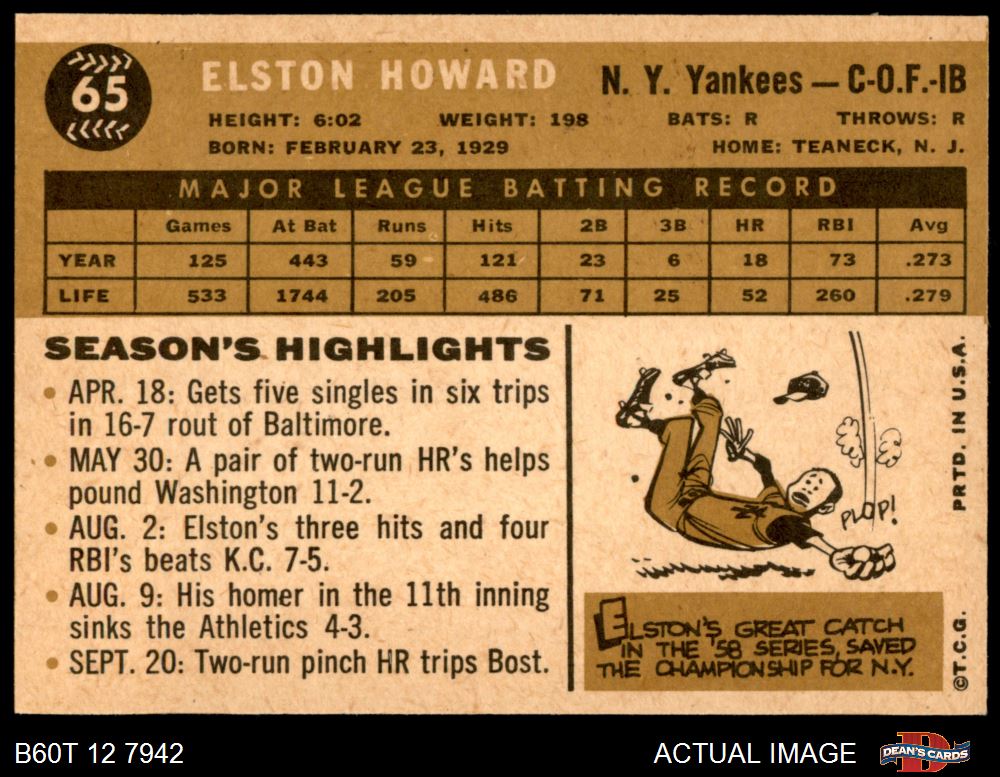 65
ELSTON HOWARD
N. Y. Yankees — C-O.F.-1B
HEIGHT: 6:02 WEIGHT: 198 BATS: R THROWS: R
BORN: FEBRUARY 23, 1929 HOME: TEANECK, N. J.
MAJOR LEAGUE BATTING RECORD
Games At Bat Runs Hits 2B 3B HR RBI Avg
YEAR 125 443 59 121 23 6 18 73 .273
LIFE 533 1744 205 486 71 25 52 260 .279
SEASON'S HIGHLIGHTS
• APR. 18: Gets five singles in six trips
in 16-7 rout of Baltimore.
• MAY 30: A pair of two-run HR's helps
pound Washington 11-2.
• AUG. 2: Elston's three hits and four
RBI's beats K.C. 7-5.
• AUG. 9: His homer in the 11th inning
sinks the Athletics 4-3.
• SEPT. 20: Two-run pinch HR trips Bost.
PLOP!
ELSTON'S GREAT CATCH
IN THE '58 SERIES, SAVED
THE CHAMPIONSHIP FOR N.Y.
PRTD. IN U.S.A.
©T.C.G.
B60T 12 7942
ACTUAL IMAGE
DEAN'S CARDS